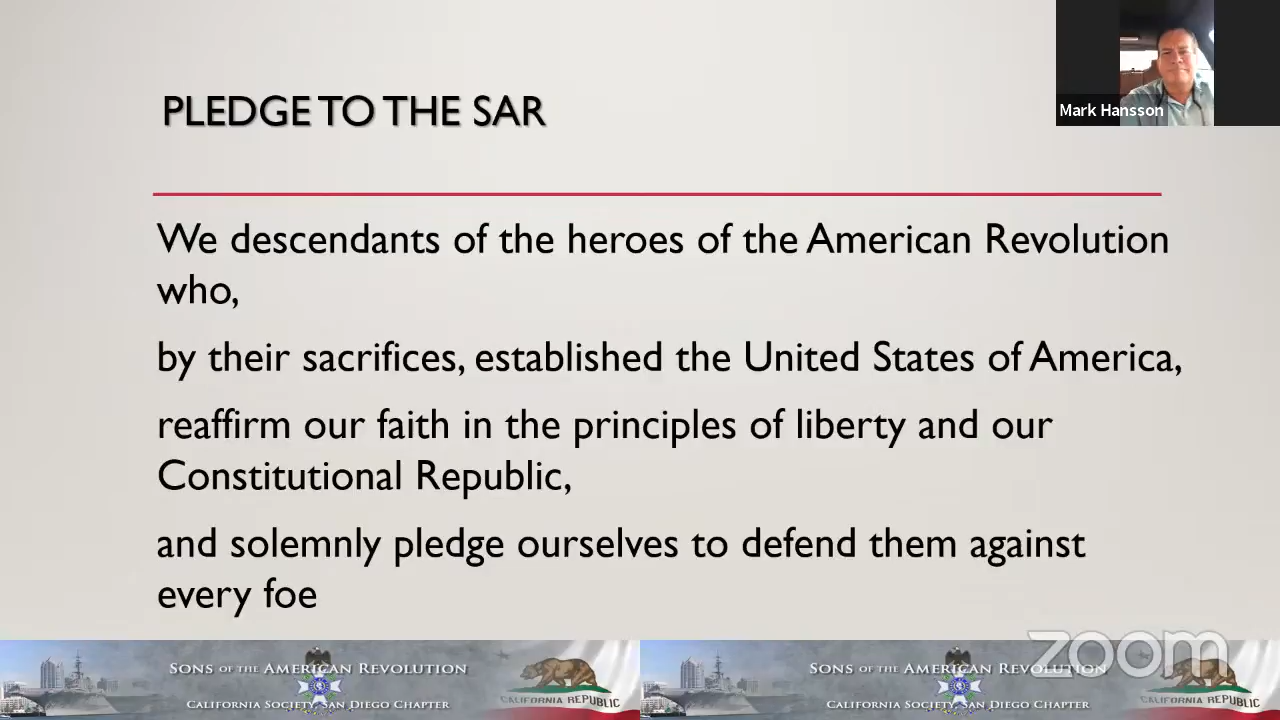 PLEDGE TO THE SAR
Mark Hansson
We descendants of the heroes of the American Revolution
who,
by their sacrifices, established the United States of America,
reaffirm our faith in the principles of liberty and our
Constitutional Republic,
and solemnly pledge ourselves to defend them against
every foe
SONS OF THE AMERICAN REVOLUTION
CALIFORNIA SOCIETY SAN DIEGO CHAPTER
CALIFORNIA REPUBLIC
SONS OF THE AMERICAN REVOLUTION
CALIFORNIA SOCIETY SAN DIEGO CHAPTER
CALIFORNIA REPUBLIC
zoom